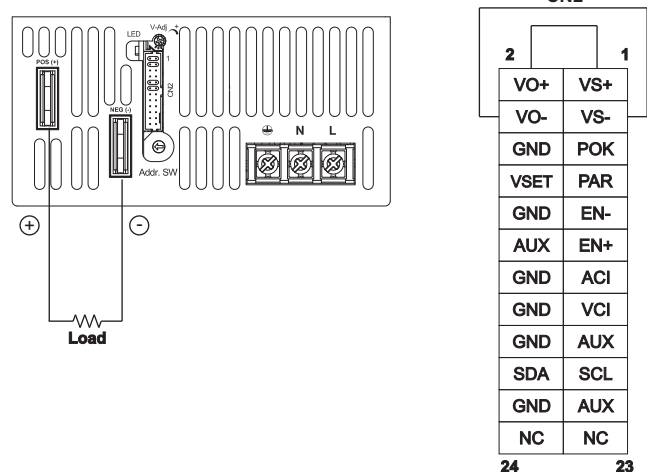 LED
V-Adj
+
POS (+)
1
CN2
NEG (-)
N
L
Addr. SW
+
-
Load
2 1
VO+ VS+
VO- VS-
GND POK
VSET PAR
GND EN-
AUX EN+
GND ACI
GND VCI
GND AUX
SDA SCL
GND AUX
NC NC
24 23